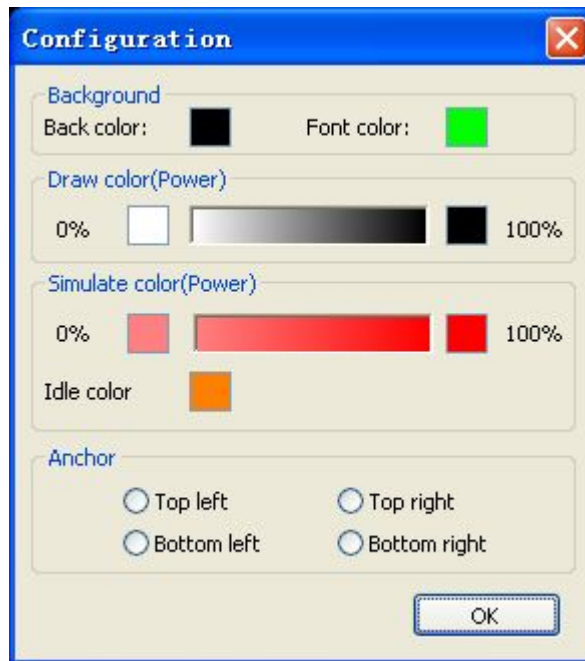 Configuration
Background
Back color: Font color:
Draw color(Power)
0% 100%
Simulate color(Power)
0% 100%
Idle color
Anchor
Top left Top right
Bottom left Bottom right
OK